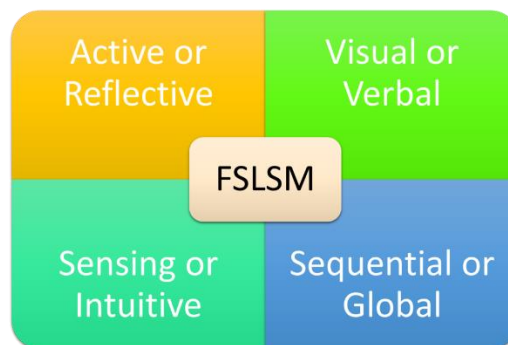 Active or
Reflective
Visual or
Verbal
FSLSM
Sensing or
Intuitive
Sequential or
Global